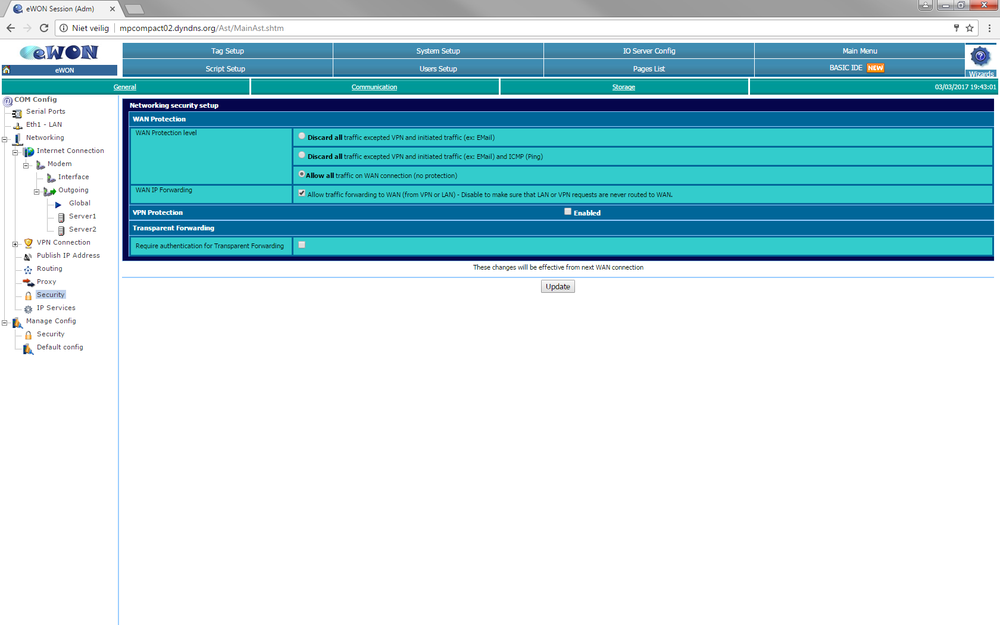 eWON Session (Adm)
Niet veilig mpcompact02.dyndns.org/Ast/MainAst.shtm
eWON
eWON
Tag Setup System Setup IO Server Config Main Menu
Script Setup Users Setup Pages List BASIC IDE NEW
Wizards
General Communication Storage 03/03/2017 19:43:01
COM Config
Serial Ports
Eth1 - LAN
Networking
Internet Connection
Modem
Interface
Outgoing
Global
Server1
Server2
VPN Connection
Publish IP Address
Routing
Proxy
Security
IP Services
Manage Config
Security
Default config
Networking security setup
WAN Protection
WAN Protection level
Discard all traffic excepted VPN and initiated traffic (ex: EMail)
Discard all traffic excepted VPN and initiated traffic (ex: EMail) and ICMP (Ping)
Allow all traffic on WAN connection (no protection)
WAN IP Forwarding
Allow traffic forwarding to WAN (from VPN or LAN) - Disable to make sure that LAN or VPN requests are never routed to WAN.
VPN Protection Enabled
Transparent Forwarding
Require authentication for Transparent Forwarding
These changes will be effective from next WAN connection
Update